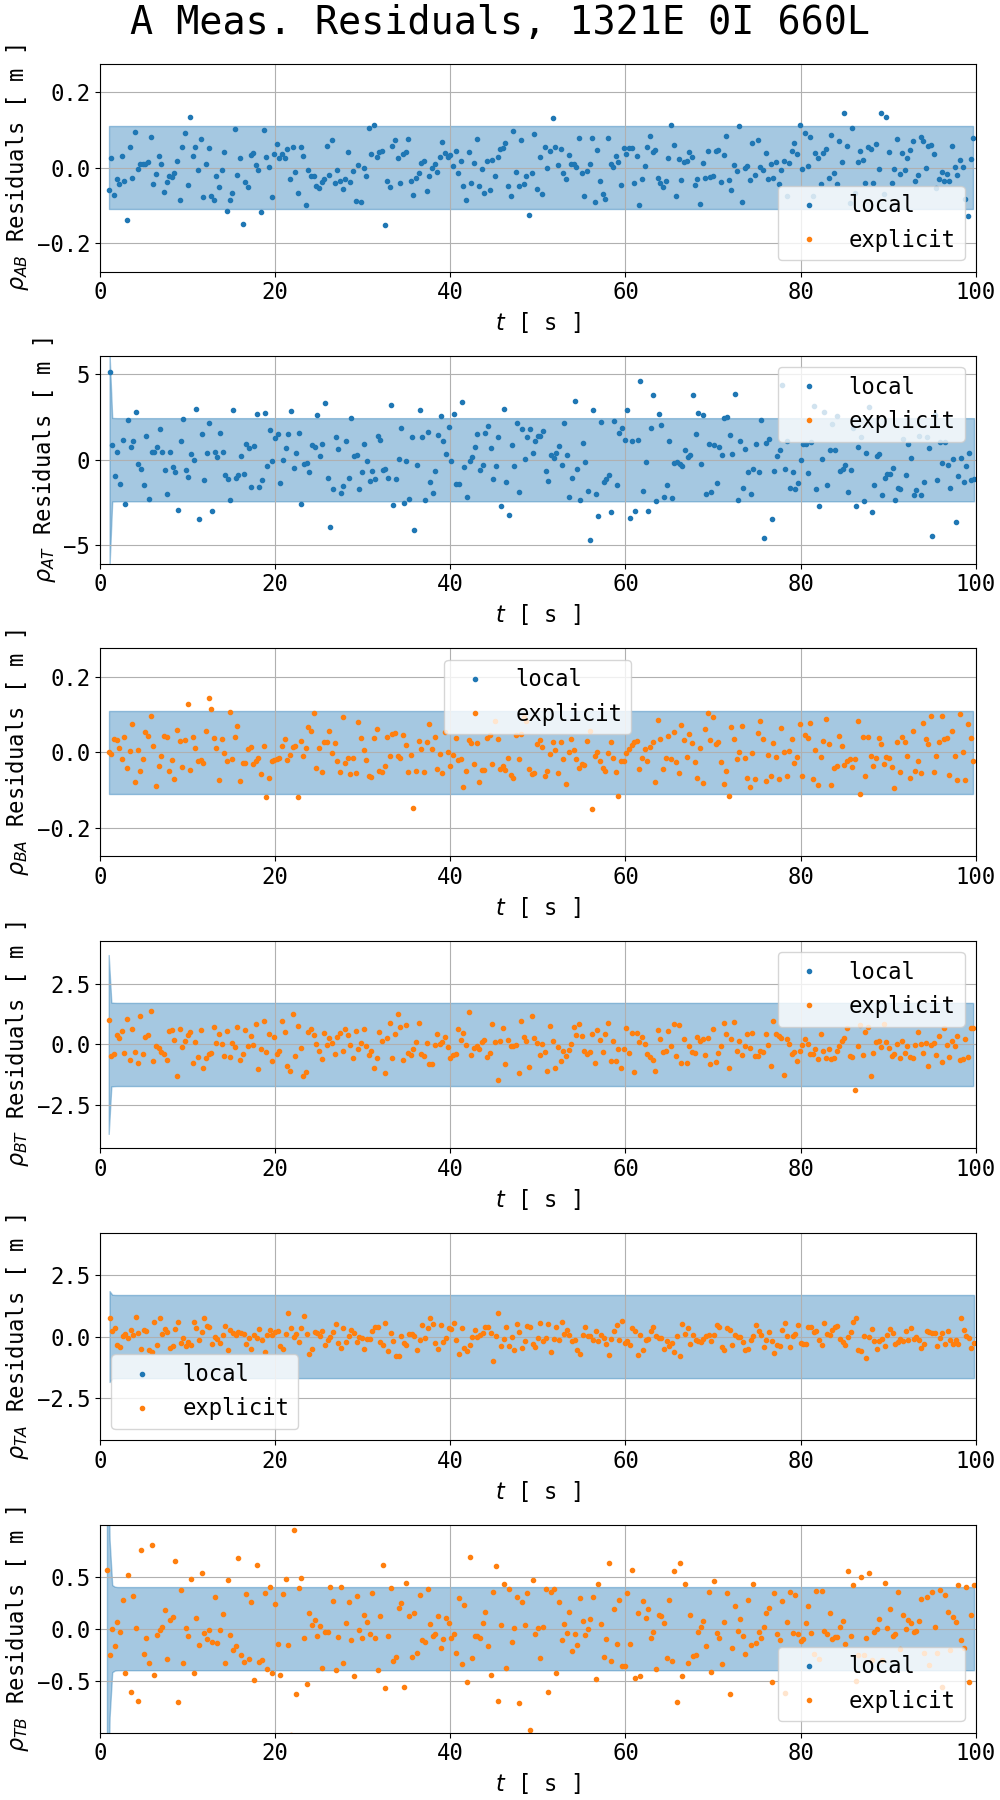 A Meas. Residuals, 1321E 0I 660L
ρAB Residuals [ m ]
0.2
0.0
−0.2
local
explicit
0 20 40 60 80 100
t [ s ]
ρAT Residuals [ m ]
5
0
−5
local
explicit
0 20 40 60 80 100
t [ s ]
ρBA Residuals [ m ]
0.2
0.0
−0.2
local
explicit
0 20 40 60 80 100
t [ s ]
ρBT Residuals [ m ]
2.5
0.0
−2.5
local
explicit
0 20 40 60 80 100
t [ s ]
ρTA Residuals [ m ]
2.5
0.0
−2.5
local
explicit
0 20 40 60 80 100
t [ s ]
ρTB Residuals [ m ]
0.5
0.0
−0.5
local
explicit
0 20 40 60 80 100
t [ s ]